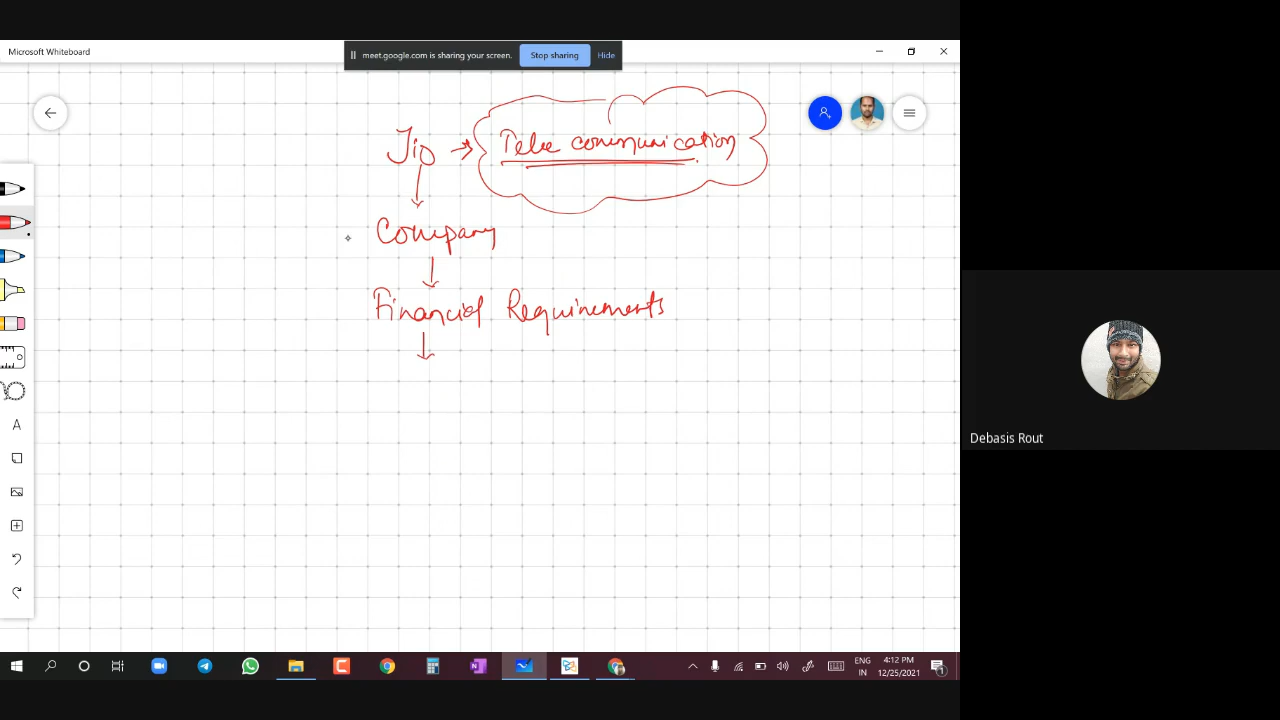 Microsoft Whiteboard
meet.google.com is sharing your screen. Stop sharing Hide
Jio → Tele communication
↓
Company
↓
Financial Requirements
↓
A
Debasis Rout
ENG 4:12 PM
IN 12/25/2021
1